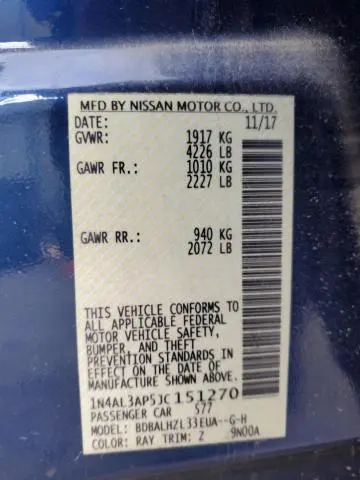 MFD BY NISSAN MOTOR CO., LTD.
DATE: 11/17
GVWR: 1917 KG
4226 LB
GAWR FR.: 1010 KG
2227 LB
GAWR RR.: 940 KG
2072 LB
THIS VEHICLE CONFORMS TO
ALL APPLICABLE FEDERAL
MOTOR VEHICLE SAFETY,
BUMPER, AND THEFT
PREVENTION STANDARDS IN
EFFECT ON THE DATE OF
MANUFACTURE SHOWN ABOVE.
1N4AL3AP5JC151270
PASSENGER CAR 577
MODEL: BDBALHZL33EUA--G-H
COLOR: RAY TRIM: Z 9N00A